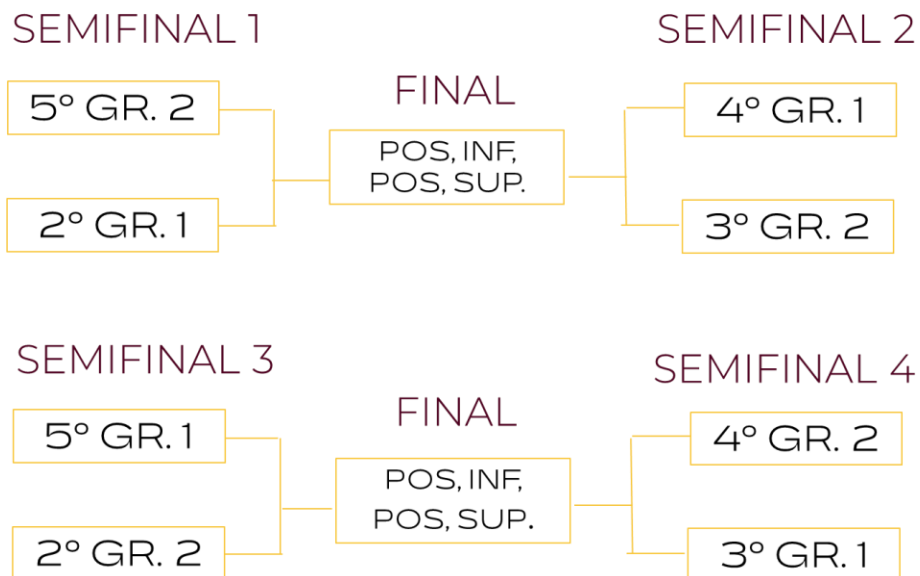 SEMIFINAL 1
SEMIFINAL 2
5º GR. 2
FINAL
4º GR. 1
POS, INF,
POS, SUP.
2º GR. 1
3º GR. 2
SEMIFINAL 3
SEMIFINAL 4
5º GR. 1
FINAL
4º GR. 2
POS, INF,
POS, SUP.
2º GR. 2
3º GR. 1